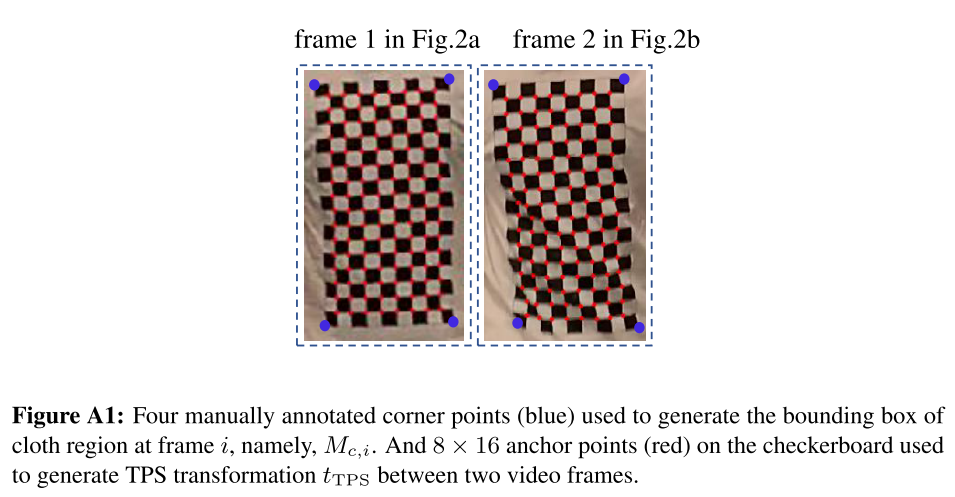 frame 1 in Fig.2a frame 2 in Fig.2b
Figure A1: Four manually annotated corner points (blue) used to generate the bounding box of
cloth region at frame i, namely, M_{c,i}. And 8 × 16 anchor points (red) on the checkerboard used
to generate TPS transformation t_{TPS} between two video frames.